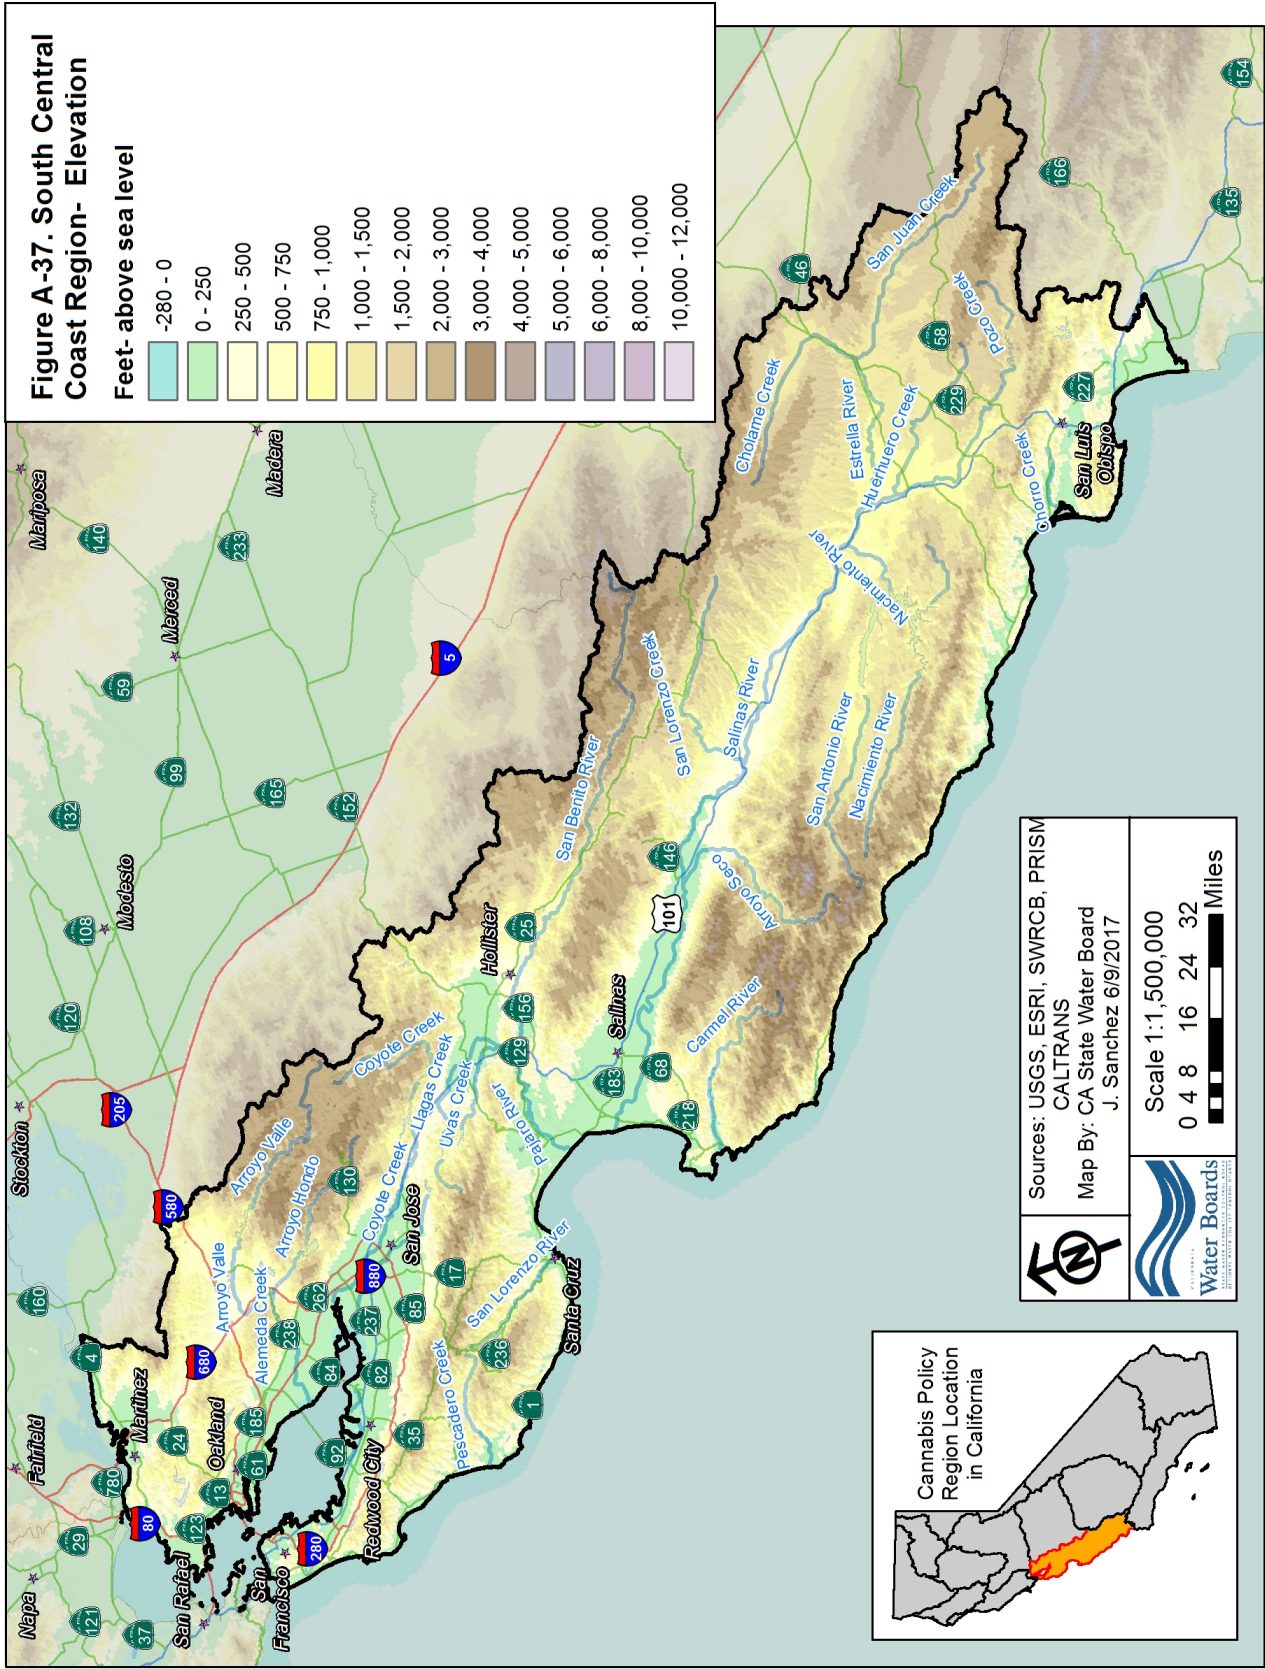 Figure A-37. South Central
Coast Region- Elevation
Feet- above sea level
-280 - 0
0 - 250
250 - 500
500 - 750
750 - 1,000
1,000 - 1,500
1,500 - 2,000
2,000 - 3,000
3,000 - 4,000
4,000 - 5,000
5,000 - 6,000
6,000 - 8,000
8,000 - 10,000
10,000 - 12,000
Napa
Fairfield
Stockton
Modesto
Merced
Mariposa
Madera
San Rafael
San
Francisco
Martinez
Oakland
Redwood City
San Jose
Santa Cruz
Hollister
Salinas
San Luis
Obispo
121
37
29
780
80
123
13
24
61
185
680
4
160
580
205
120
108
132
99
59
140
233
165
152
5
280
92
35
84
82
238
262
237
880
85
17
236
1
130
129
156
25
183
68
218
146
101
46
58
229
227
166
135
154
Arroyo Valle
Arroyo Valle
Alemeda Creek
Arroyo Hondo
Coyote Creek
Coyote Creek
Llagas Creek
Uvas Creek
Pajaro River
San Lorenzo River
Pescadero Creek
Carmel River
Arroyo Seco
San Benito River
San Lorenzo Creek
Salinas River
San Antonio River
Nacimiento River
Nacimiento River
Cholame Creek
Estrella River
Huerhuero Creek
San Juan Creek
Pozo Creek
Chorro Creek
Cannabis Policy
Region Location
in California
N
Sources: USGS, ESRI, SWRCB, PRISM
CALTRANS
Map By: CA State Water Board
J. Sanchez 6/9/2017
Scale 1:1,500,000
0 4 8 16 24 32
Miles
CALIFORNIA
Water Boards